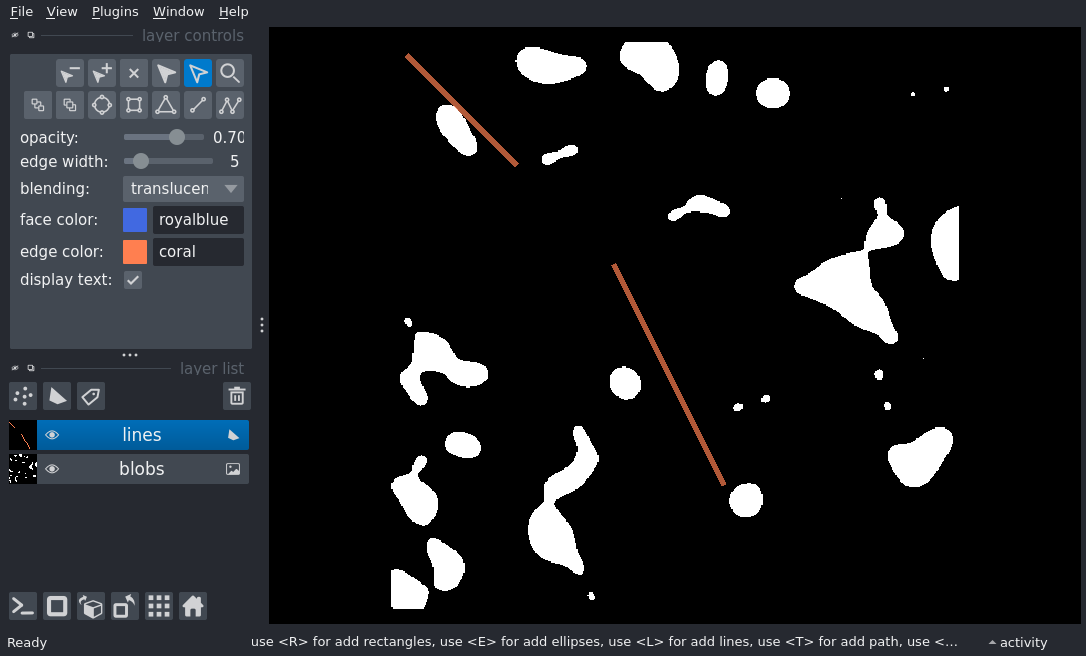 File View Plugins Window Help
layer controls
opacity: 0.70
edge width: 5
blending: translucen
face color: royalblue
edge color: coral
display text:
layer list
lines
blobs
Ready use <R> for add rectangles, use <E> for add ellipses, use <L> for add lines, use <T> for add path, use <... activity